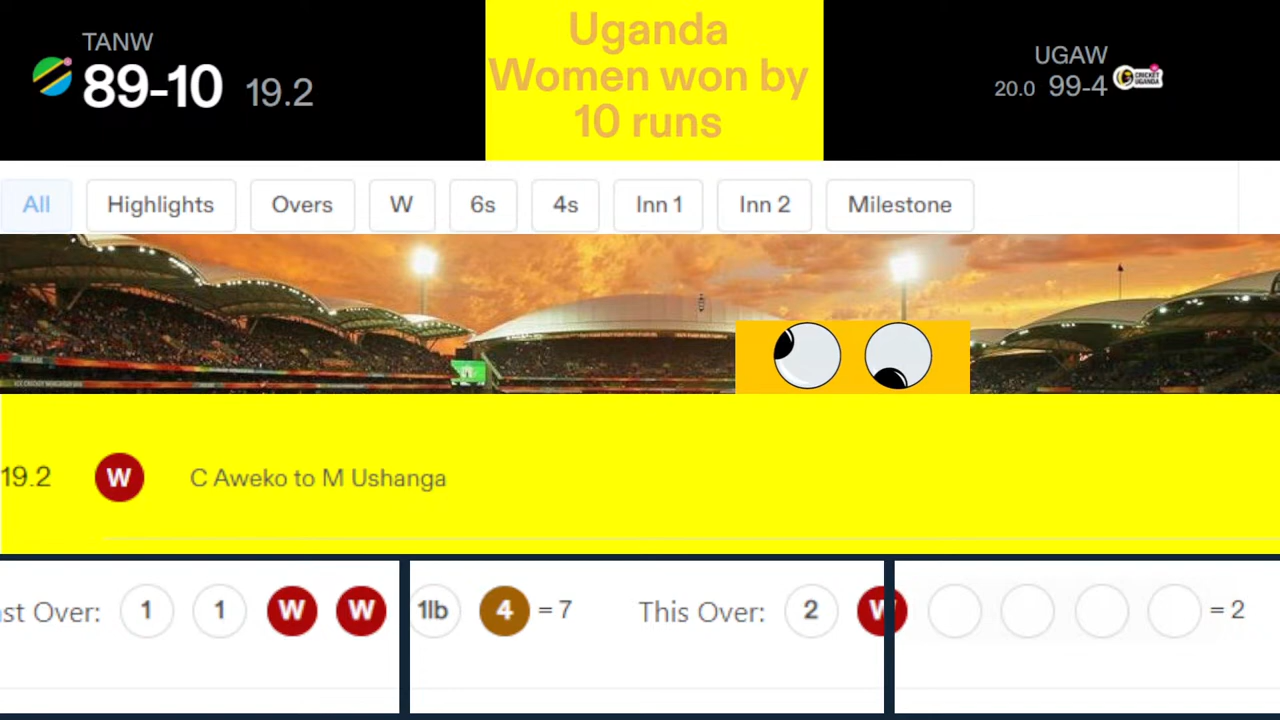 TANW
89-10 19.2
Uganda
Women won by
10 runs
UGAW
20.0 99-4
CRICKET
UGANDA
All Highlights Overs W 6s 4s Inn 1 Inn 2 Milestone
19.2 W C Aweko to M Ushanga
st Over: 1 1 W W 1lb 4 = 7 This Over: 2 W = 2